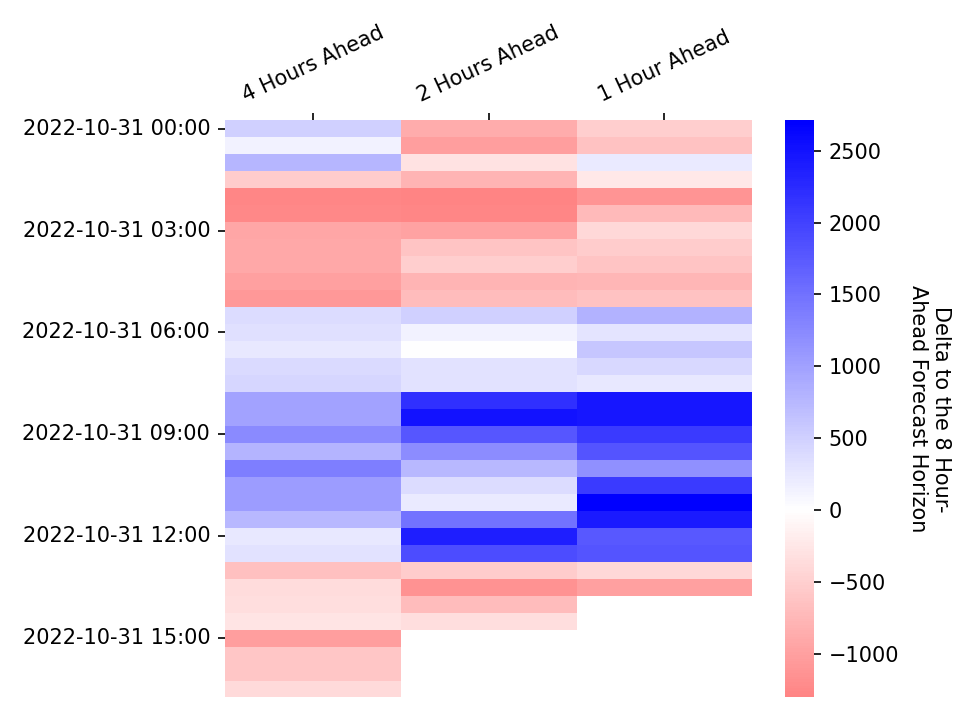 4 Hours Ahead
2 Hours Ahead
1 Hour Ahead
2022-10-31 00:00
2022-10-31 03:00
2022-10-31 06:00
2022-10-31 09:00
2022-10-31 12:00
2022-10-31 15:00
2500
2000
1500
1000
500
0
−500
−1000
Delta to the 8 Hour-
Ahead Forecast Horizon